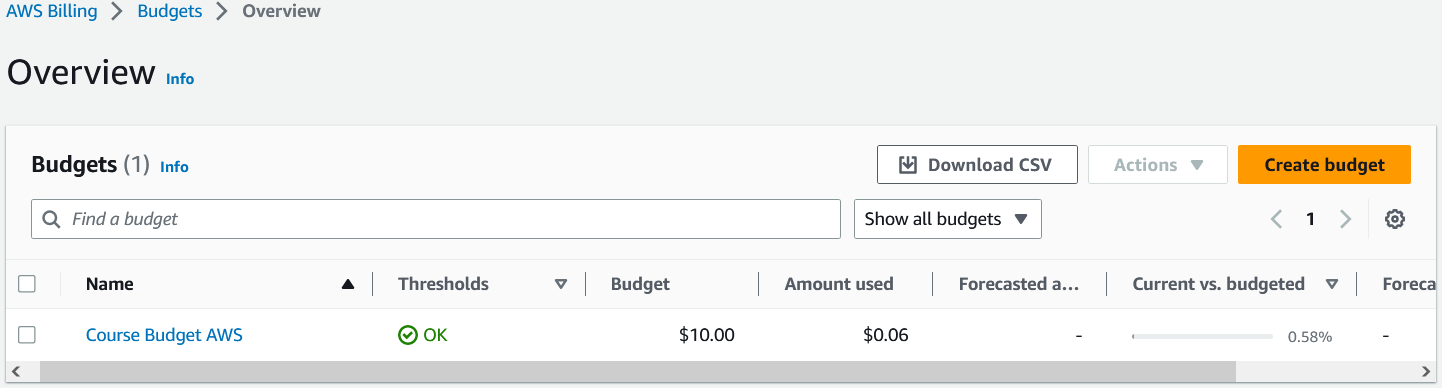 AWS Billing > Budgets > Overview
Overview Info
Budgets (1) Info Download CSV Actions Create budget
Find a budget Show all budgets 1
Name Thresholds Budget Amount used Forecasted a... Current vs. budgeted Foreca
Course Budget AWS OK $10.00 $0.06 - 0.58% -